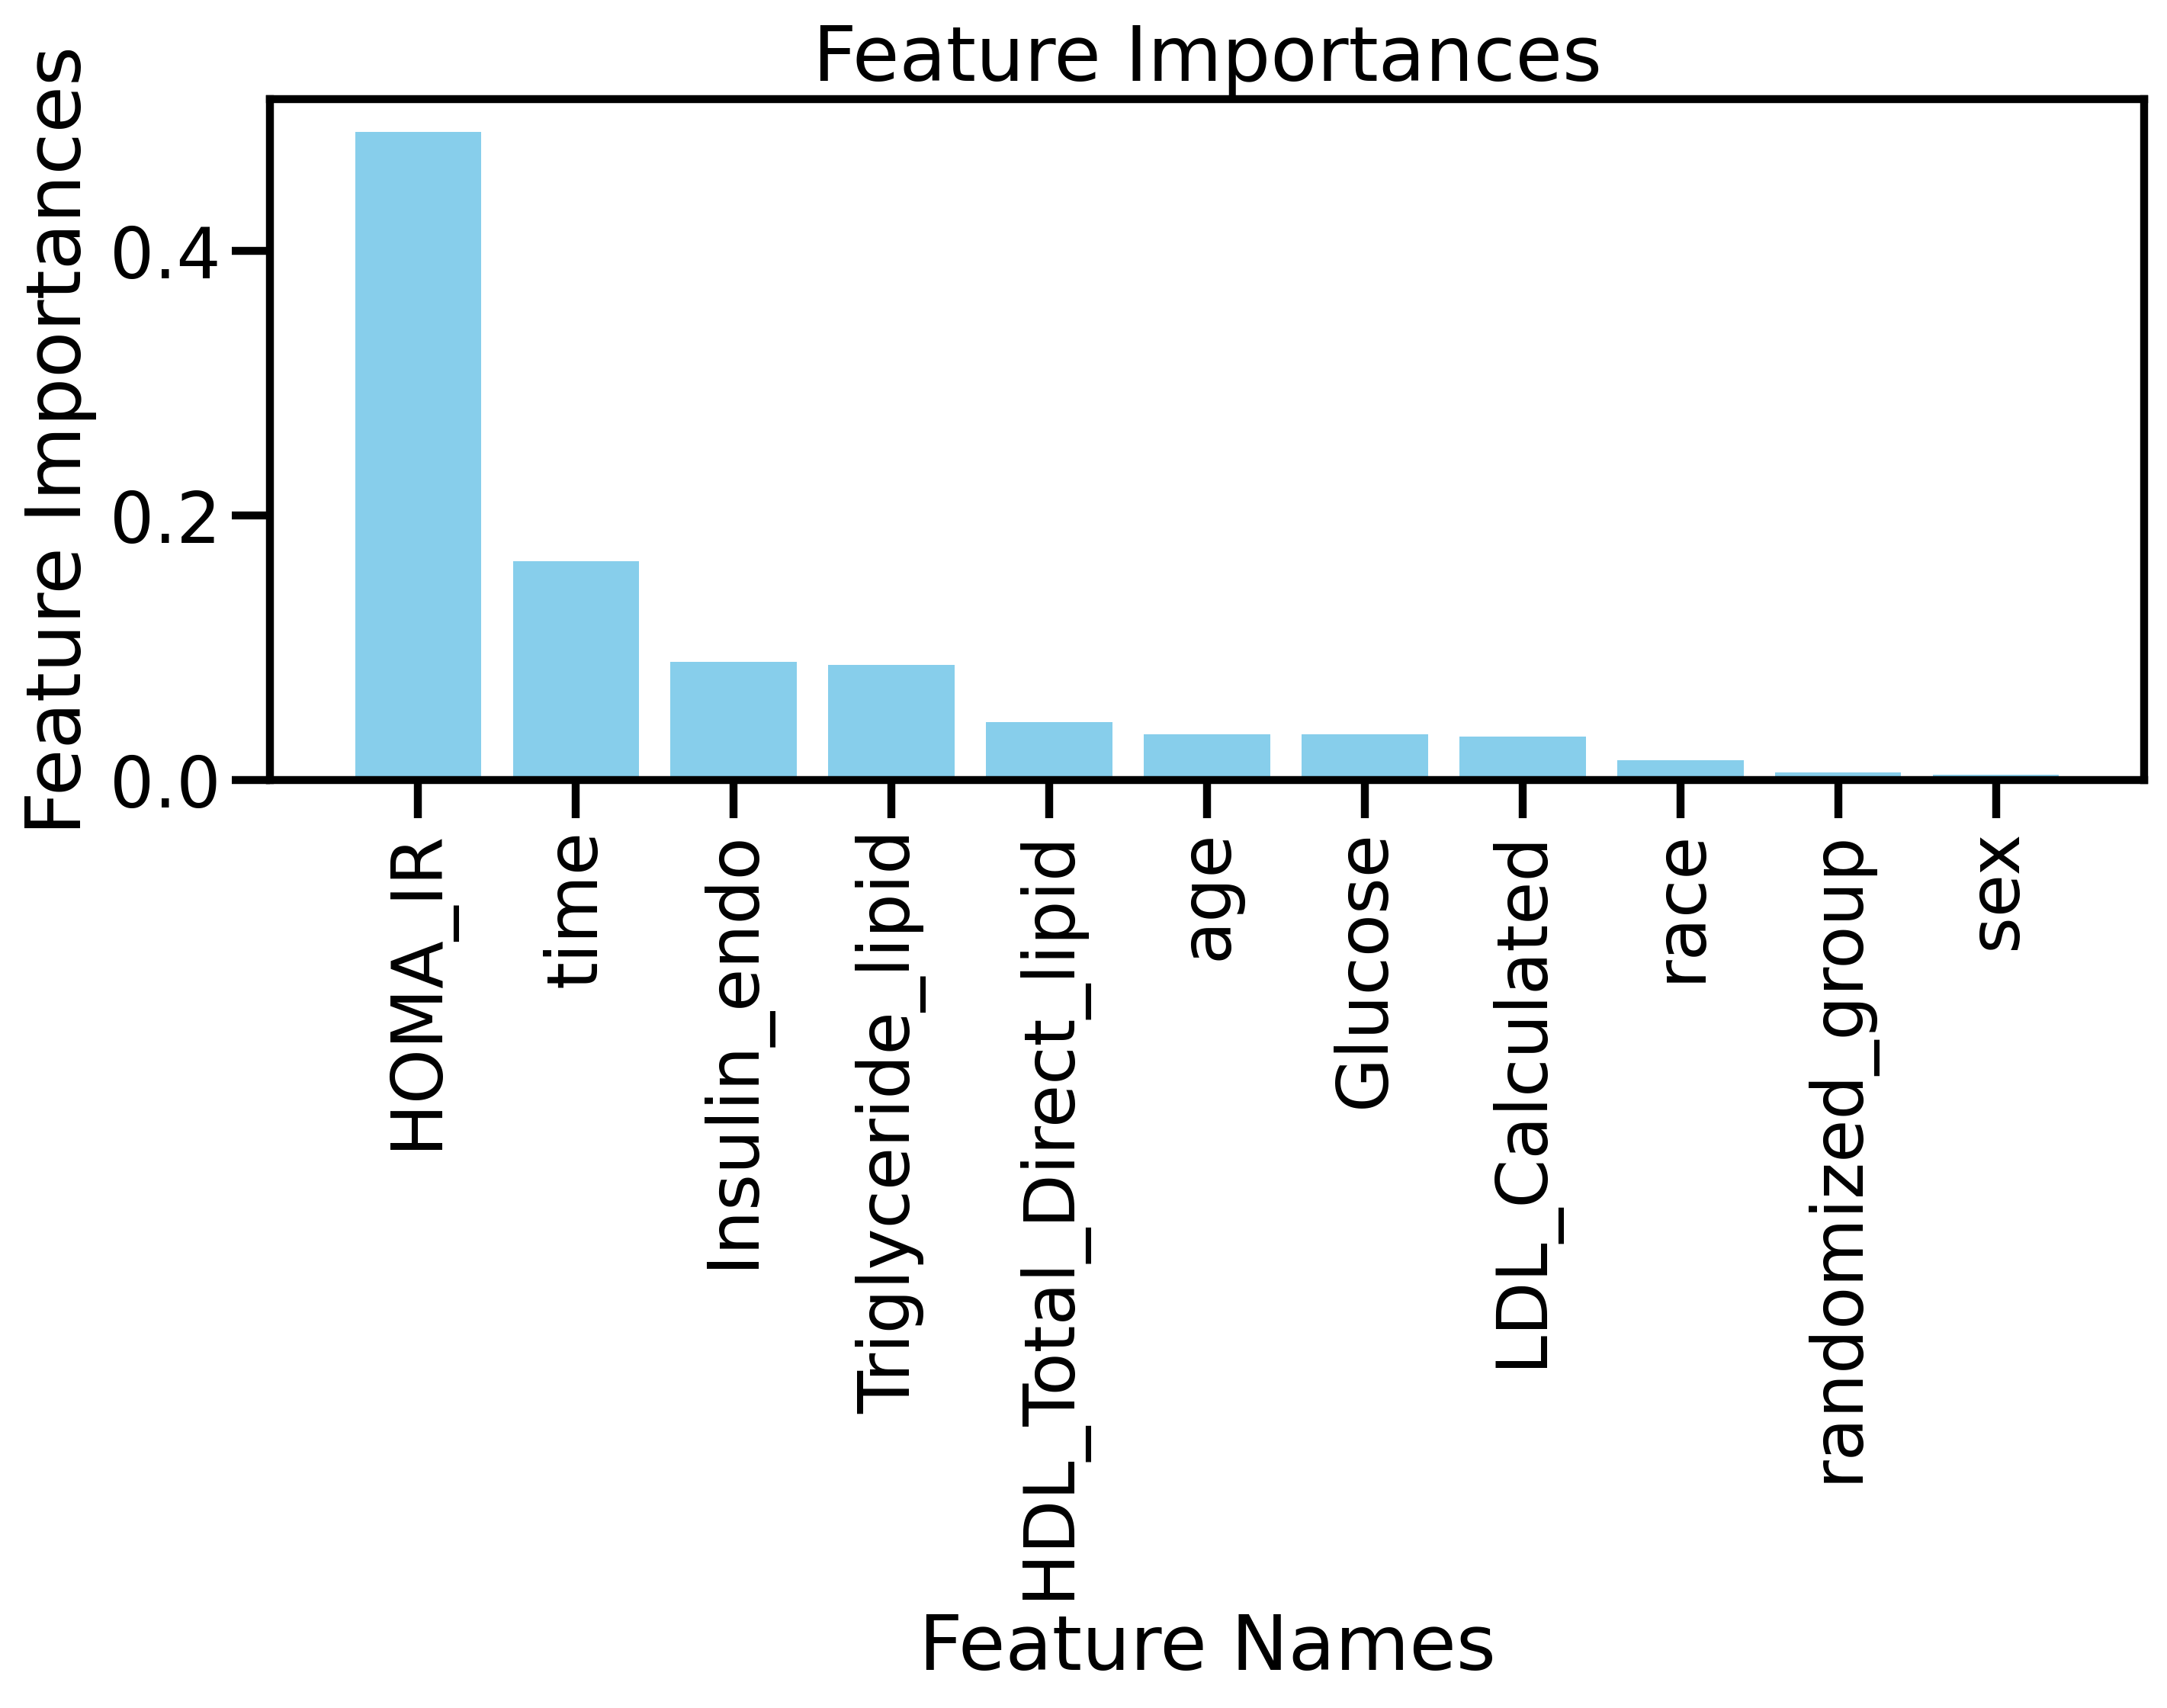 Feature Importances
Feature Importances
0.4
0.2
0.0
HOMA_IR
time
Insulin_endo
Triglyceride_lipid
HDL_Total_Direct_lipid
age
Glucose
LDL_Calculated
race
randomized_group
sex
Feature Names